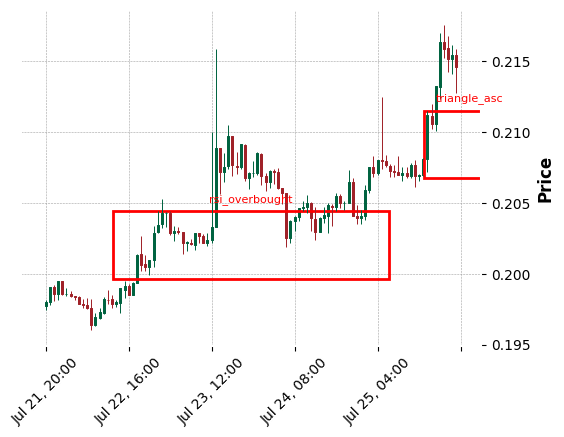 triangle_asc
rsi_overbought
0.215
0.210
0.205
0.200
0.195
Price
Jul 21, 20:00
Jul 22, 16:00
Jul 23, 12:00
Jul 24, 08:00
Jul 25, 04:00